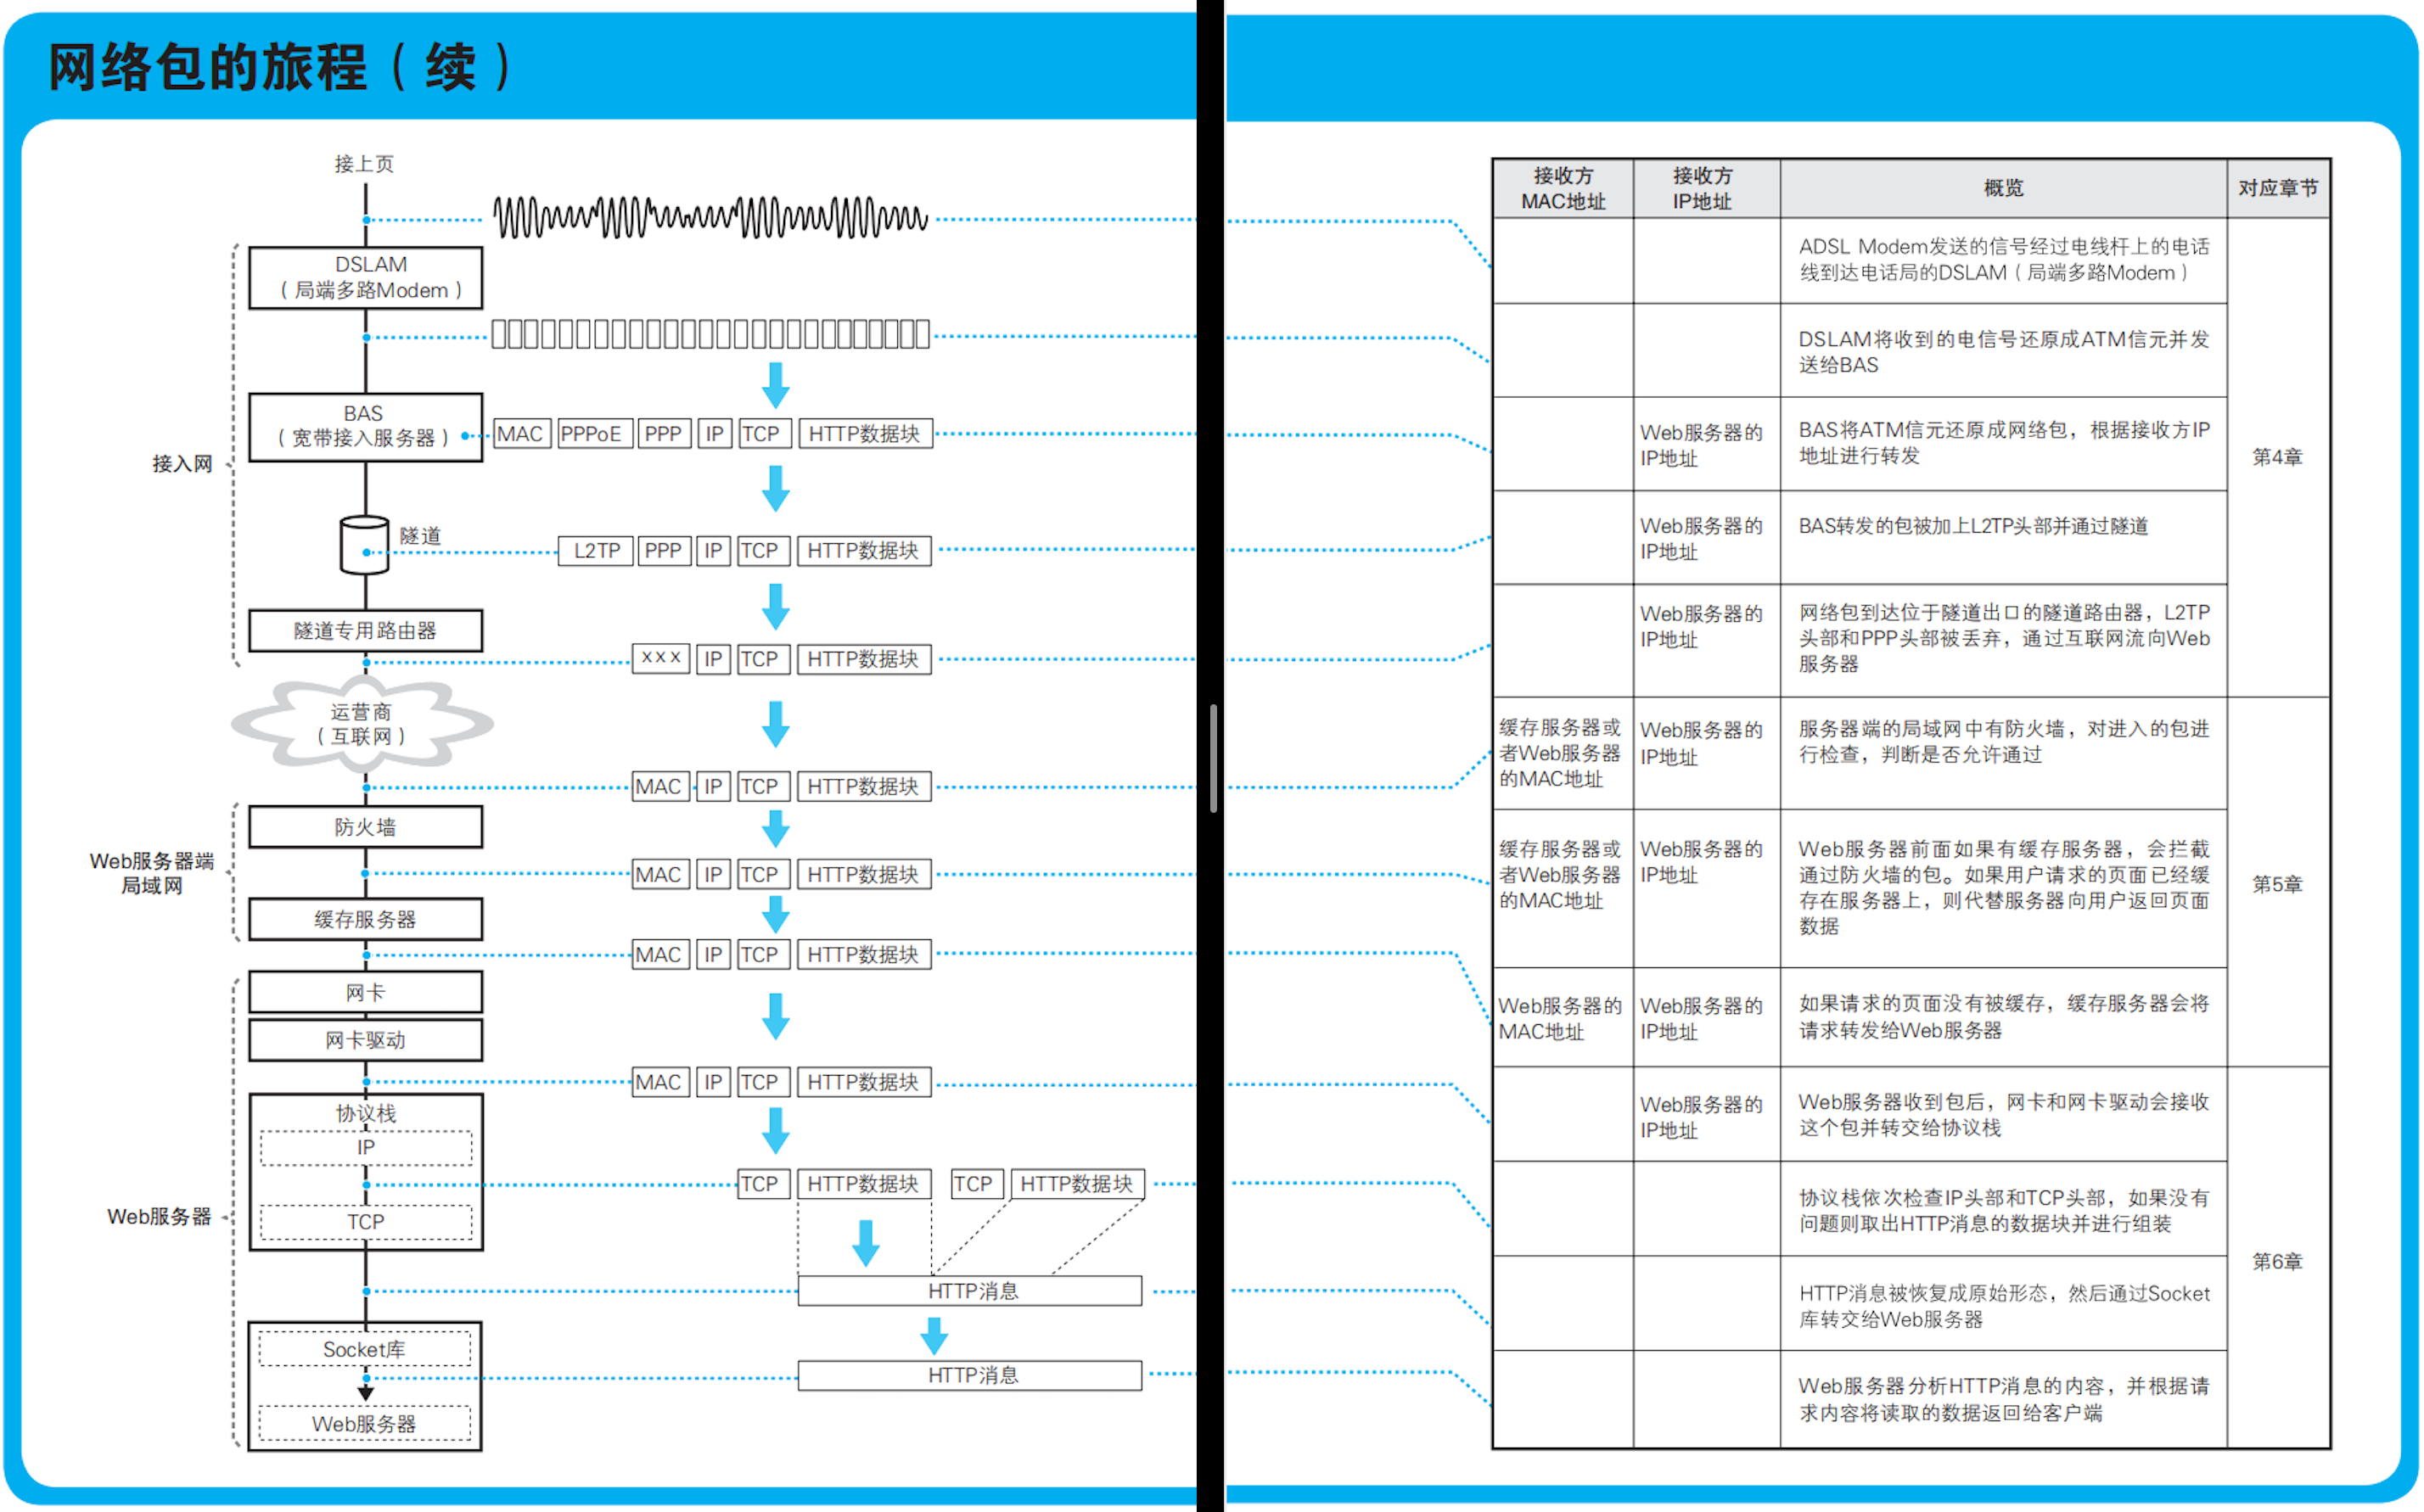 网络包的旅程（续）
接上页
DSLAM
（局端多路Modem）
BAS
（宽带接入服务器）
MAC PPPoE PPP IP TCP HTTP数据块
接入网
隧道
L2TP PPP IP TCP HTTP数据块
隧道专用路由器
XXX IP TCP HTTP数据块
运营商
（互联网）
MAC IP TCP HTTP数据块
防火墙
Web服务器端
局域网
MAC IP TCP HTTP数据块
缓存服务器
MAC IP TCP HTTP数据块
网卡
网卡驱动
MAC IP TCP HTTP数据块
协议栈
IP
TCP HTTP数据块 TCP HTTP数据块
Web服务器
TCP
HTTP消息
Socket库
HTTP消息
Web服务器
接收方
MAC地址
接收方
IP地址
概览
对应章节
ADSL Modem发送的信号经过电线杆上的电话
线到达电话局的DSLAM（局端多路Modem）
DSLAM将收到的电信号还原成ATM信元并发
送给BAS
Web服务器的
IP地址
BAS将ATM信元还原成网络包，根据接收方IP
地址进行转发
第4章
Web服务器的
IP地址
BAS转发的包被加上L2TP头部并通过隧道
Web服务器的
IP地址
网络包到达位于隧道出口的隧道路由器，L2TP
头部和PPP头部被丢弃，通过互联网流向Web
服务器
缓存服务器或
者Web服务器
的MAC地址
Web服务器的
IP地址
服务器端的局域网中有防火墙，对进入的包进
行检查，判断是否允许通过
缓存服务器或
者Web服务器
的MAC地址
Web服务器的
IP地址
Web服务器前面如果有缓存服务器，会拦截
通过防火墙的包。如果用户请求的页面已经缓
存在服务器上，则代替服务器向用户返回页面
数据
第5章
Web服务器的
MAC地址
Web服务器的
IP地址
如果请求的页面没有被缓存，缓存服务器会将
请求转发给Web服务器
Web服务器的
IP地址
Web服务器收到包后，网卡和网卡驱动会接收
这个包并转交给协议栈
协议栈依次检查IP头部和TCP头部，如果没有
问题则取出HTTP消息的数据块并进行组装
第6章
HTTP消息被恢复成原始形态，然后通过Socket
库转交给Web服务器
Web服务器分析HTTP消息的内容，并根据请
求内容将读取的数据返回给客户端